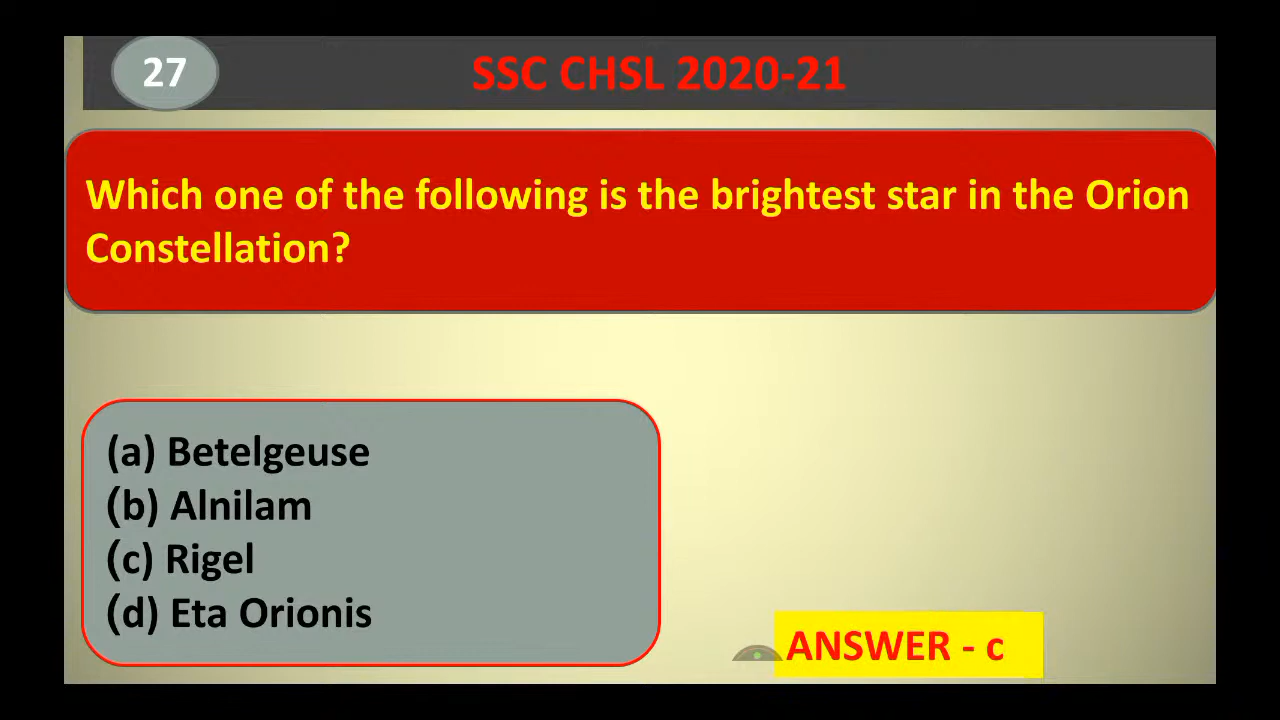 27
SSC CHSL 2020-21
Which one of the following is the brightest star in the Orion
Constellation?
(a) Betelgeuse
(b) Alnilam
(c) Rigel
(d) Eta Orionis
ANSWER - c